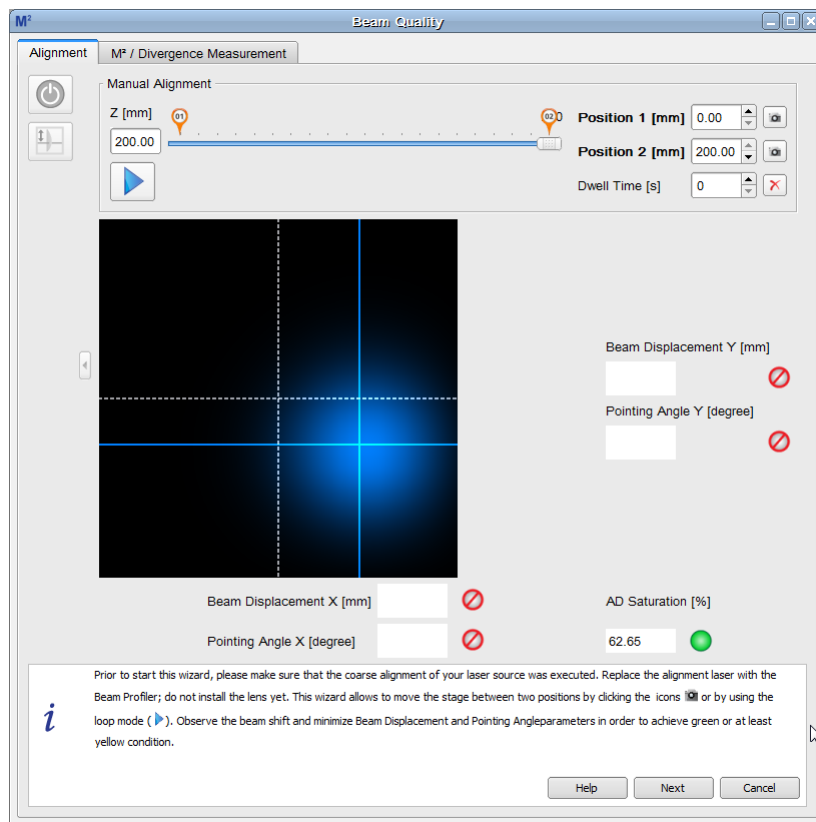 M² Beam Quality
Alignment M² / Divergence Measurement
Manual Alignment
Z [mm]
200.00
01
02
0
Position 1 [mm] 0.00
Position 2 [mm] 200.00
Dwell Time [s] 0
Beam Displacement Y [mm]
Pointing Angle Y [degree]
Beam Displacement X [mm]
AD Saturation [%]
Pointing Angle X [degree]
62.65
i
Prior to start this wizard, please make sure that the coarse alignment of your laser source was executed. Replace the alignment laser with the
Beam Profiler; do not install the lens yet. This wizard allows to move the stage between two positions by clicking the icons or by using the
loop mode ( ). Observe the beam shift and minimize Beam Displacement and Pointing Angleparameters in order to achieve green or at least
yellow condition.
Help Next Cancel